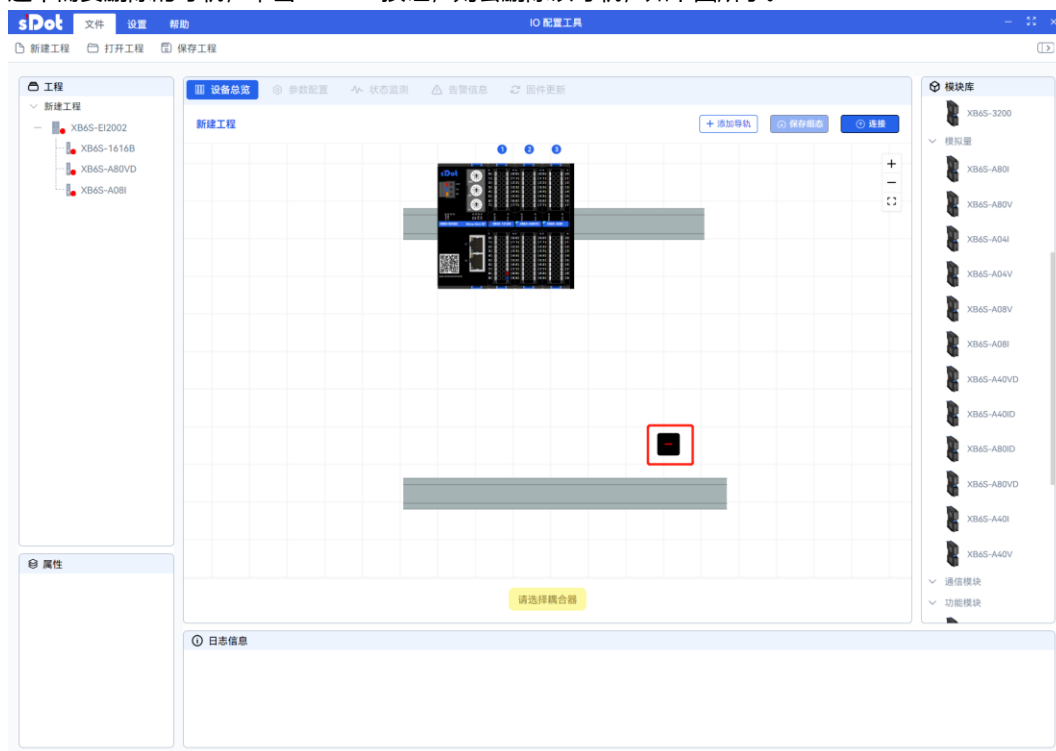 sDot 文件 设置 帮助 IO 配置工具
新建工程 打开工程 保存工程
工程
新建工程
XB6S-EI2002
XB6S-1616B
XB6S-A80VD
XB6S-A08I
设备总览 参数配置 状态监测 告警信息 固件更新
新建工程 + 添加导轨 保存组态 连接
1 2 3
sDot
请选择耦合器
模块库
XB6S-3200
模拟量
XB6S-A80I
XB6S-A80V
XB6S-A04I
XB6S-A04V
XB6S-A08V
XB6S-A08I
XB6S-A40VD
XB6S-A40ID
XB6S-A80ID
XB6S-A80VD
XB6S-A40I
XB6S-A40V
通信模块
功能模块
属性
日志信息